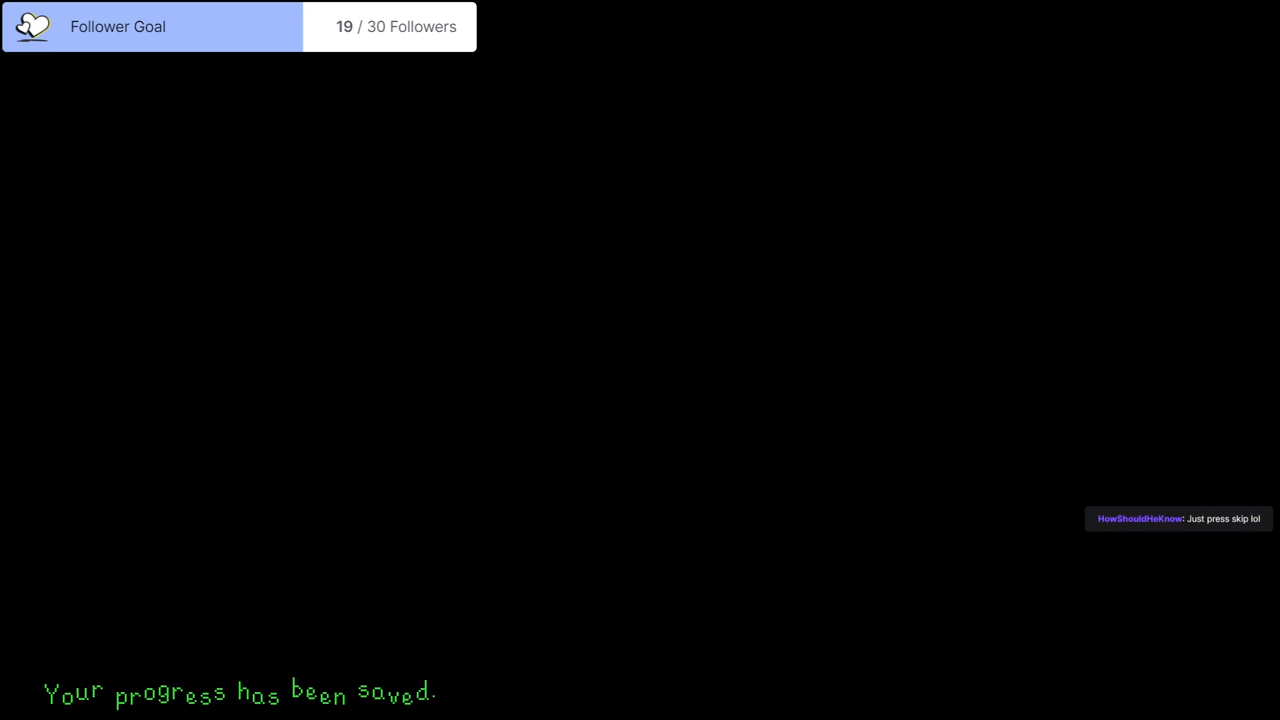 Follower Goal
19 / 30 Followers
HowShouldHeKnow: Just press skip lol
Your progress has been saved.